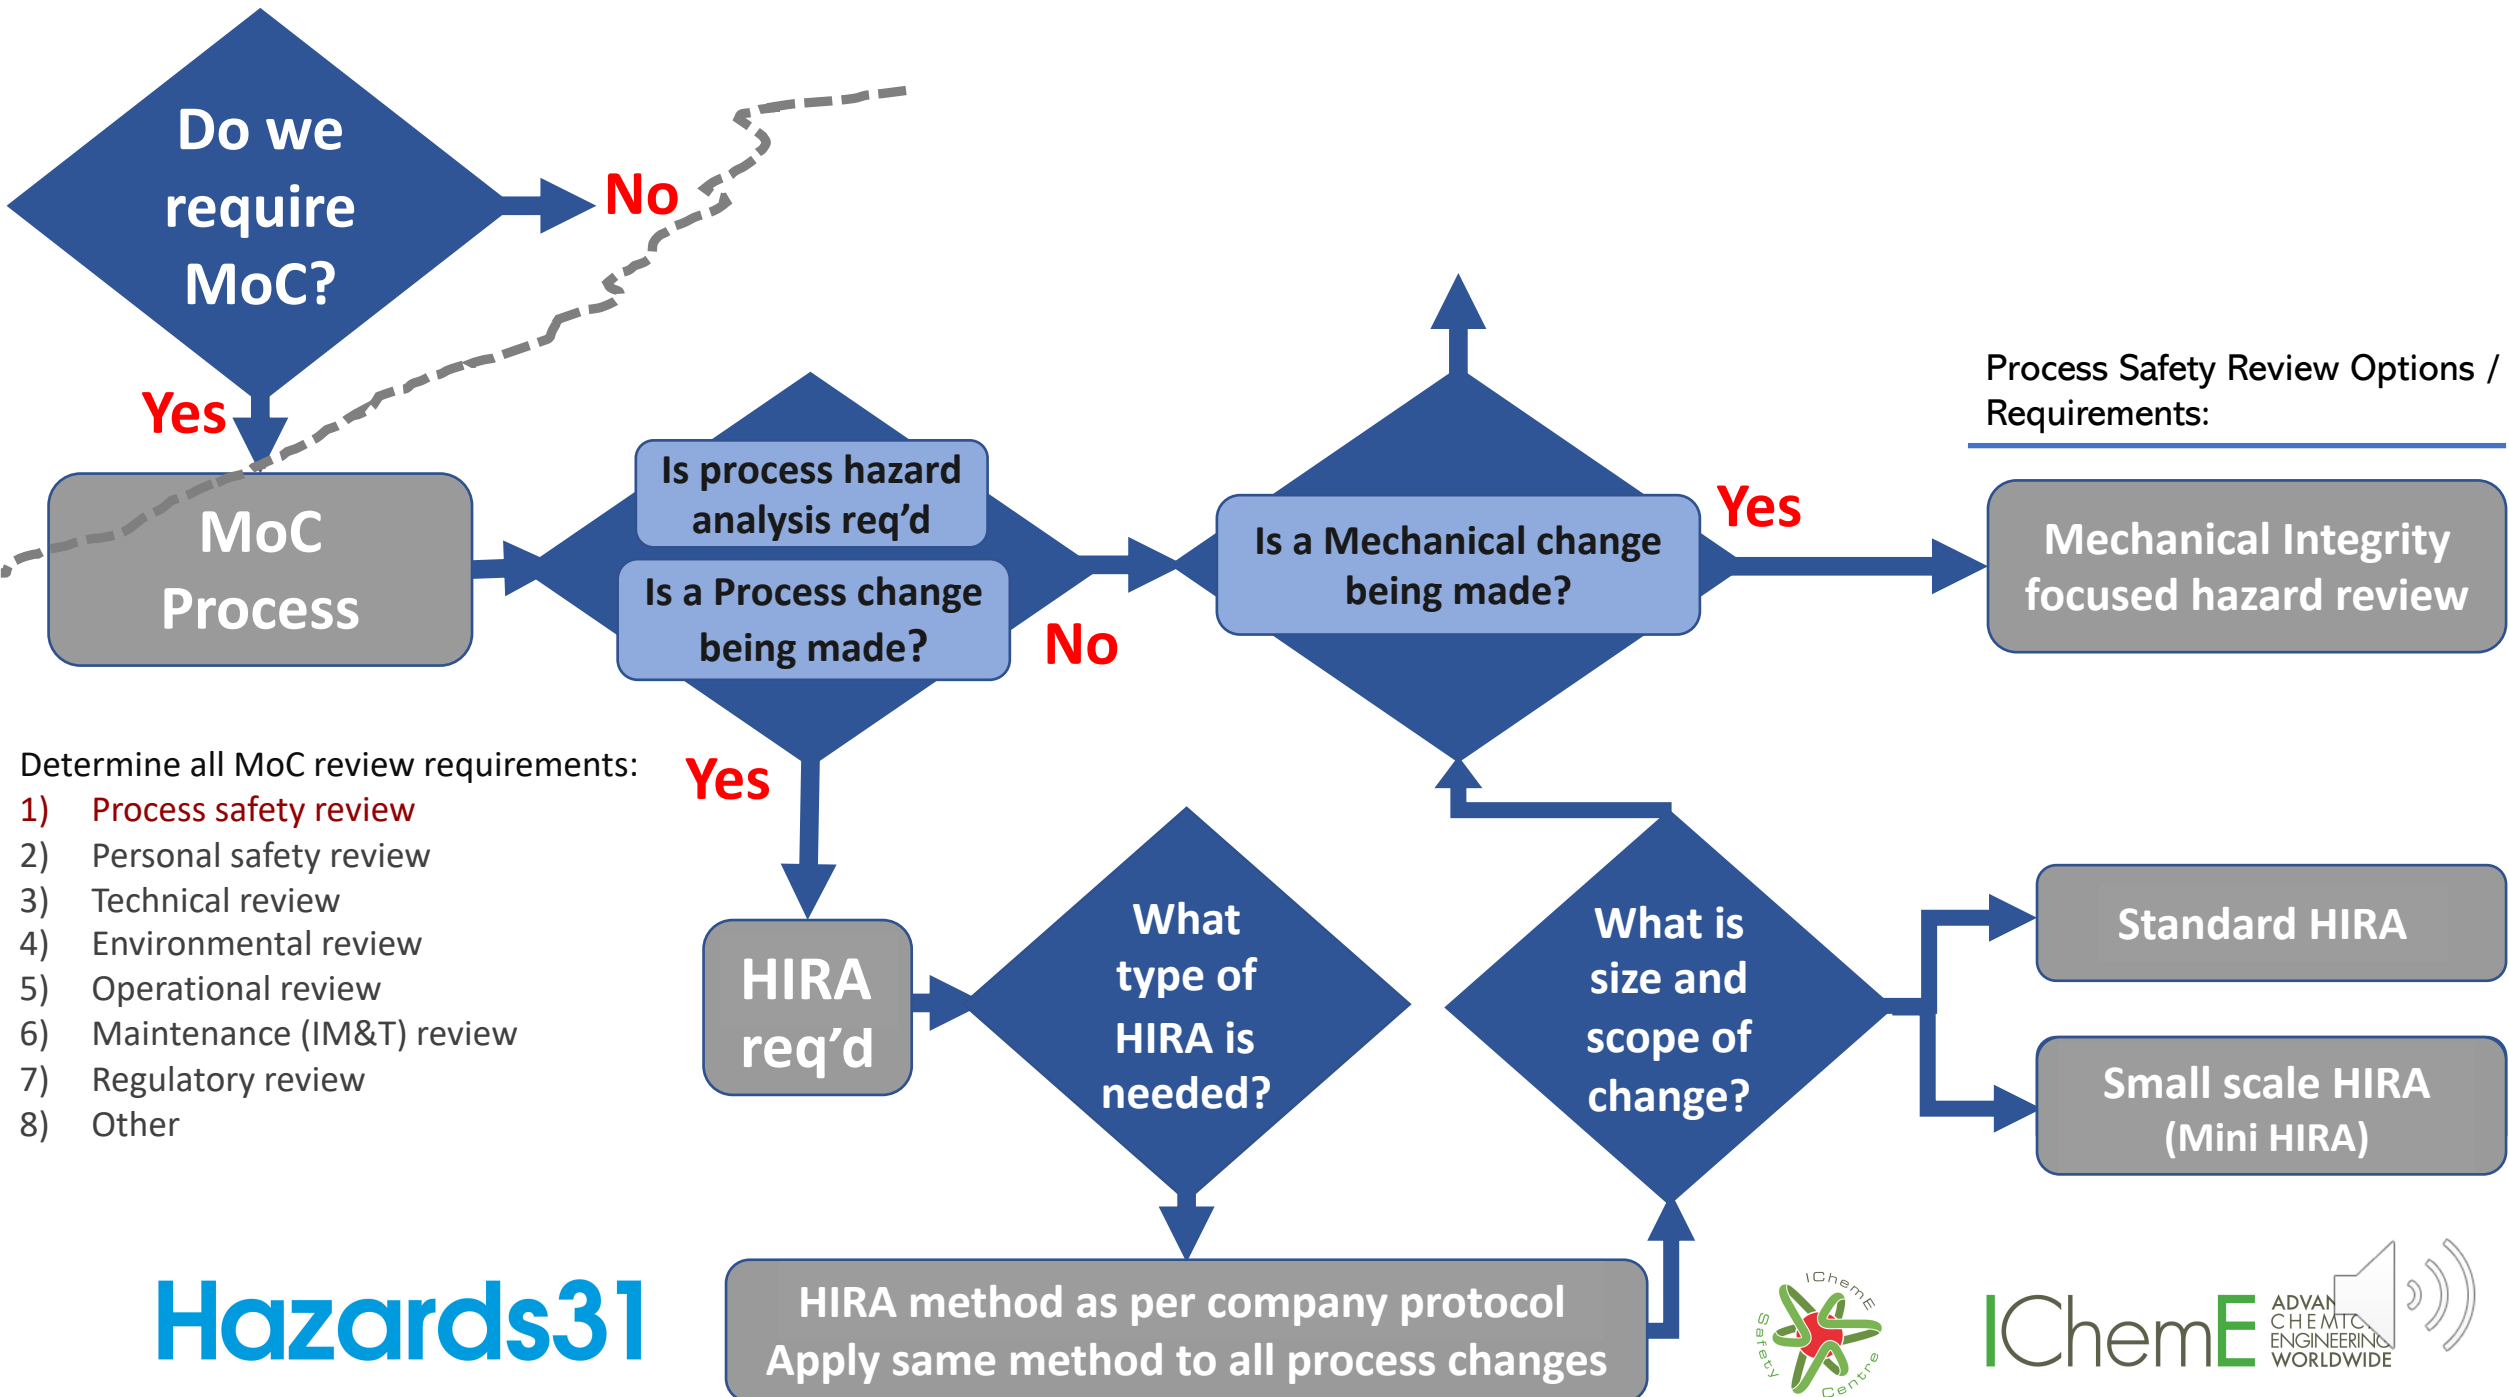 Do we
require
MoC?
No
Yes
MoC
Process
Is process hazard
analysis req’d
Is a Process change
being made?
No
Yes
Is a Mechanical change
being made?
Yes
Process Safety Review Options /
Requirements:
Mechanical Integrity
focused hazard review
Determine all MoC review requirements:
1) Process safety review
2) Personal safety review
3) Technical review
4) Environmental review
5) Operational review
6) Maintenance (IM&T) review
7) Regulatory review
8) Other
HIRA
req’d
What
type of
HIRA is
needed?
What is
size and
scope of
change?
Standard HIRA
Small scale HIRA
(Mini HIRA)
HIRA method as per company protocol
Apply same method to all process changes
Hazards31
IChemE
Safety
Centre
IChemE
ENGINEERING
WORLDWIDE